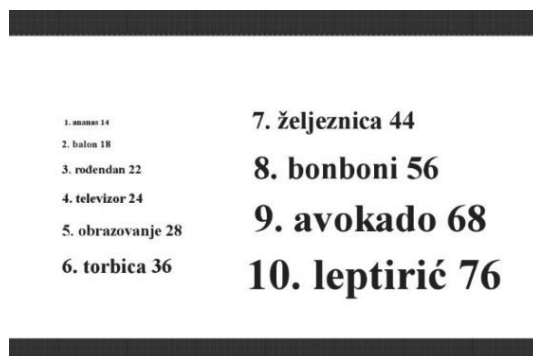 1. ananas 14
2. balon 18
3. rođendan 22
4. televizor 24
5. obrazovanje 28
6. torbica 36
7. željeznica 44
8. bonboni 56
9. avokado 68
10. leptirić 76